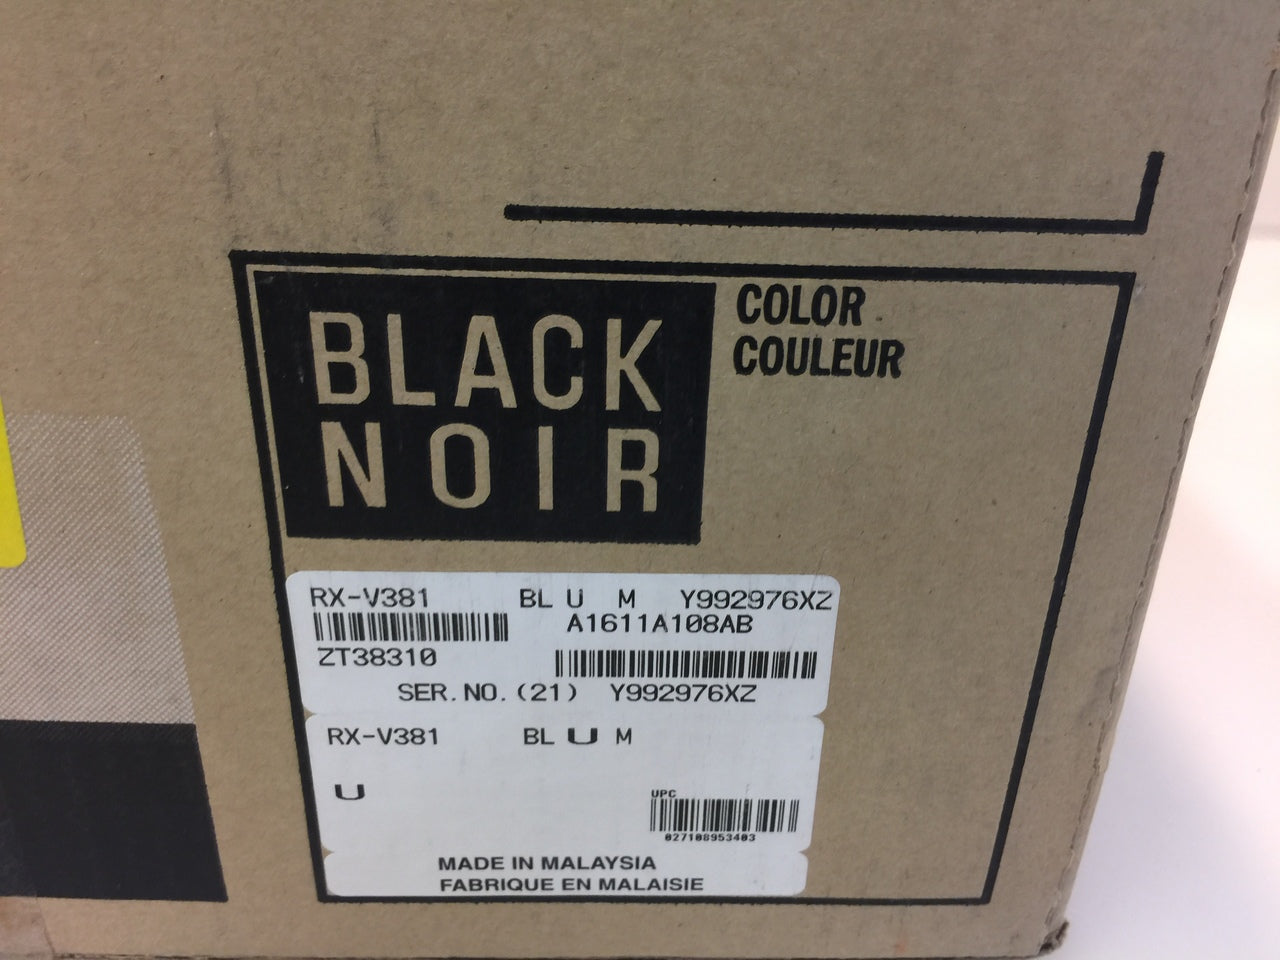 BLACK
NOIR
COLOR
COULEUR
RX-V381 BL U M Y992976XZ
A1611A108AB
ZT38310
SER.NO.(21) Y992976XZ
RX-V381 BL U M
U
UPC
027108953403
MADE IN MALAYSIA
FABRIQUE EN MALAISIE